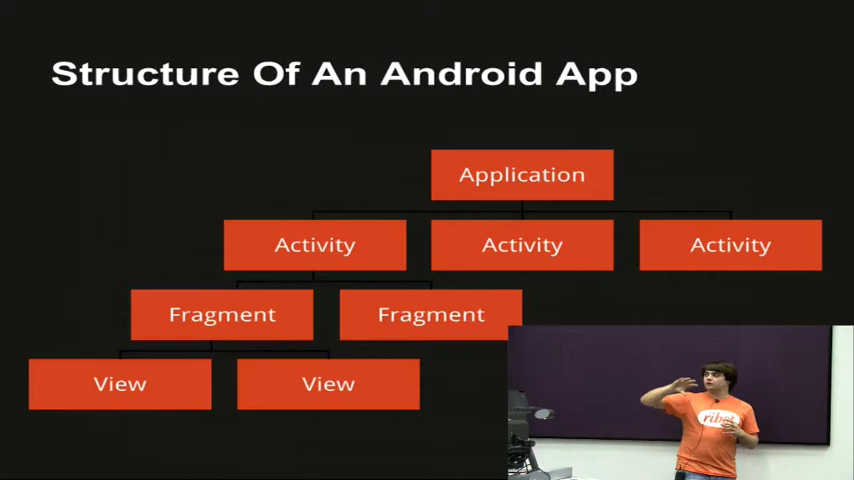 Structure Of An Android App
Application
Activity Activity Activity
Fragment Fragment
View View
ribot